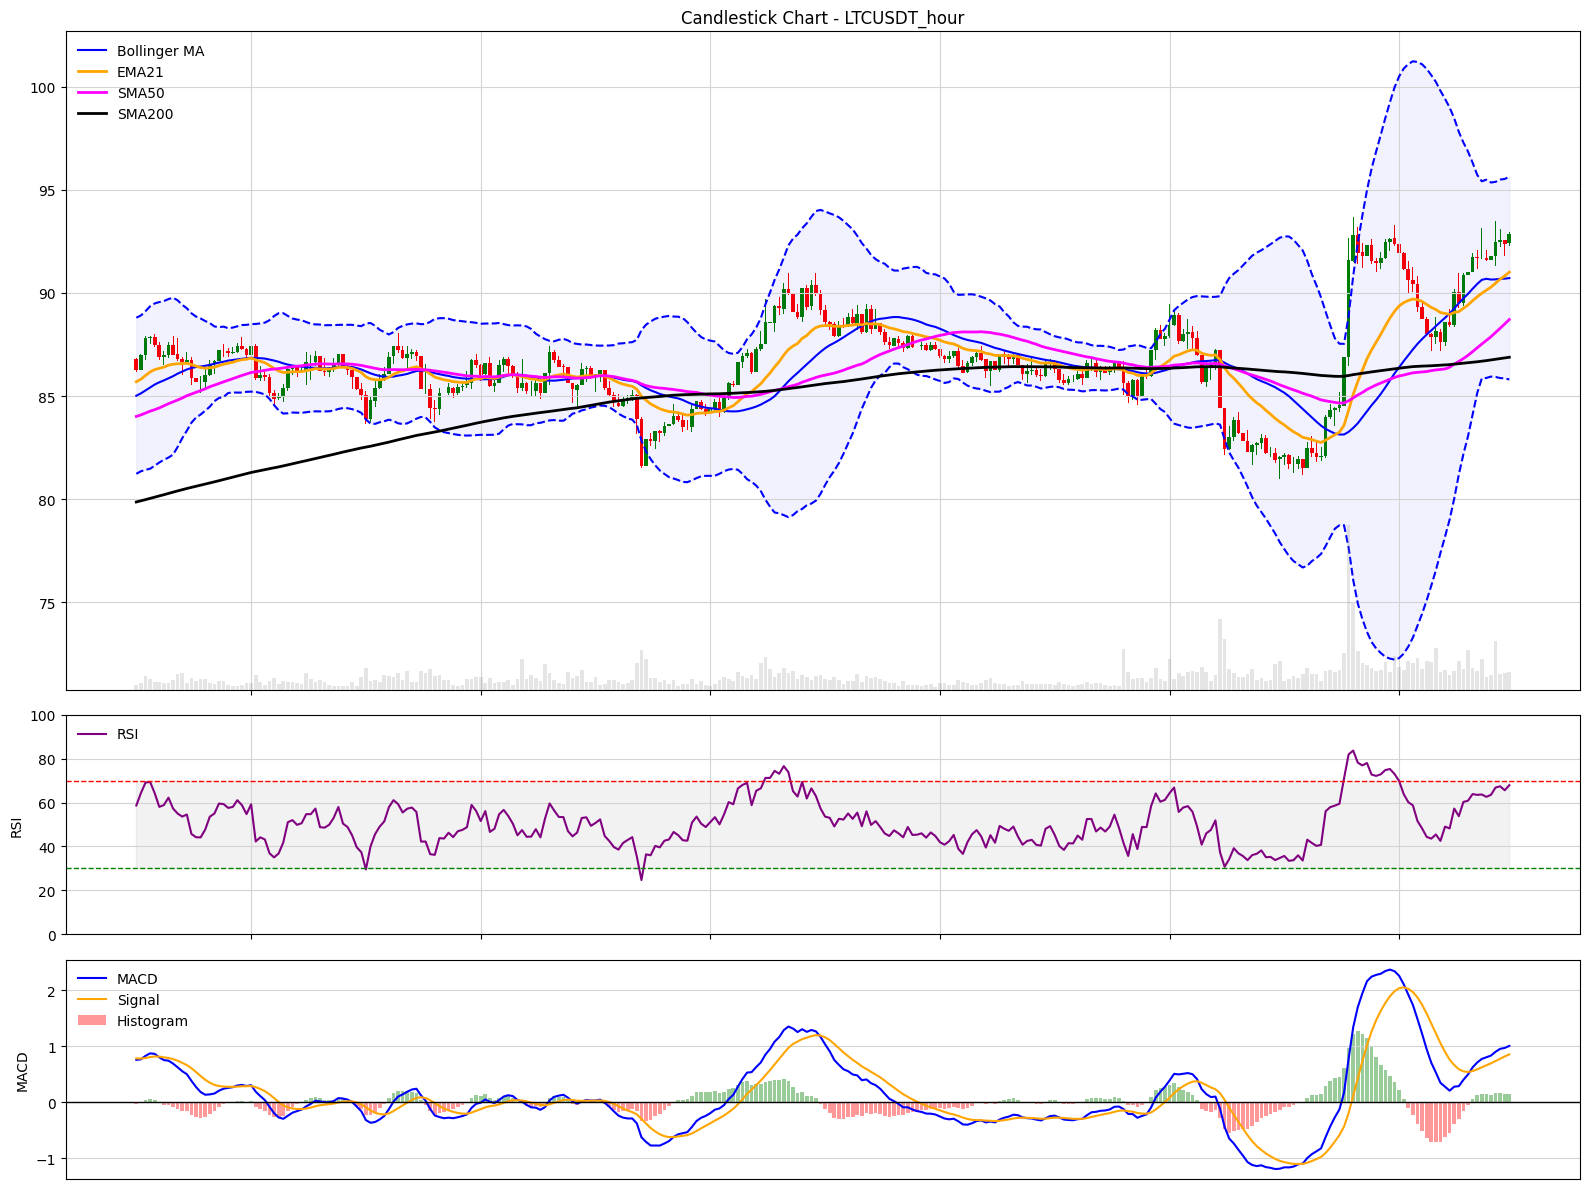 Candlestick Chart - LTCUSDT_hour
Bollinger MA
EMA21
SMA50
SMA200
100
95
90
85
80
75
RSI
100
80
60
40
20
0
RSI
MACD
Signal
Histogram
2
1
0
−1
MACD